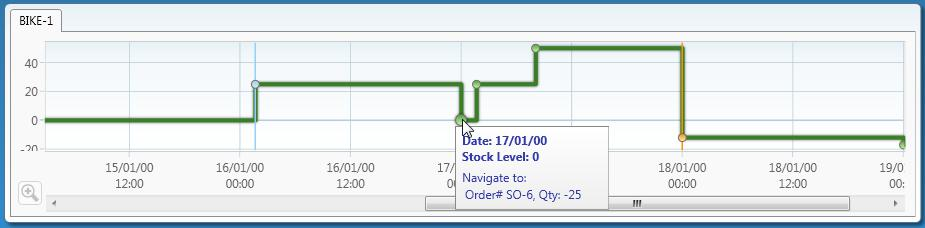 BIKE-1
40
20
0
-20
Date: 17/01/00
Stock Level: 0
Navigate to:
Order# SO-6, Qty: -25
15/01/00 16/01/00 16/01/00 17/ 18/01/00 18/01/00 19/0
12:00 00:00 12:00 00: 00:00 12:00 00: